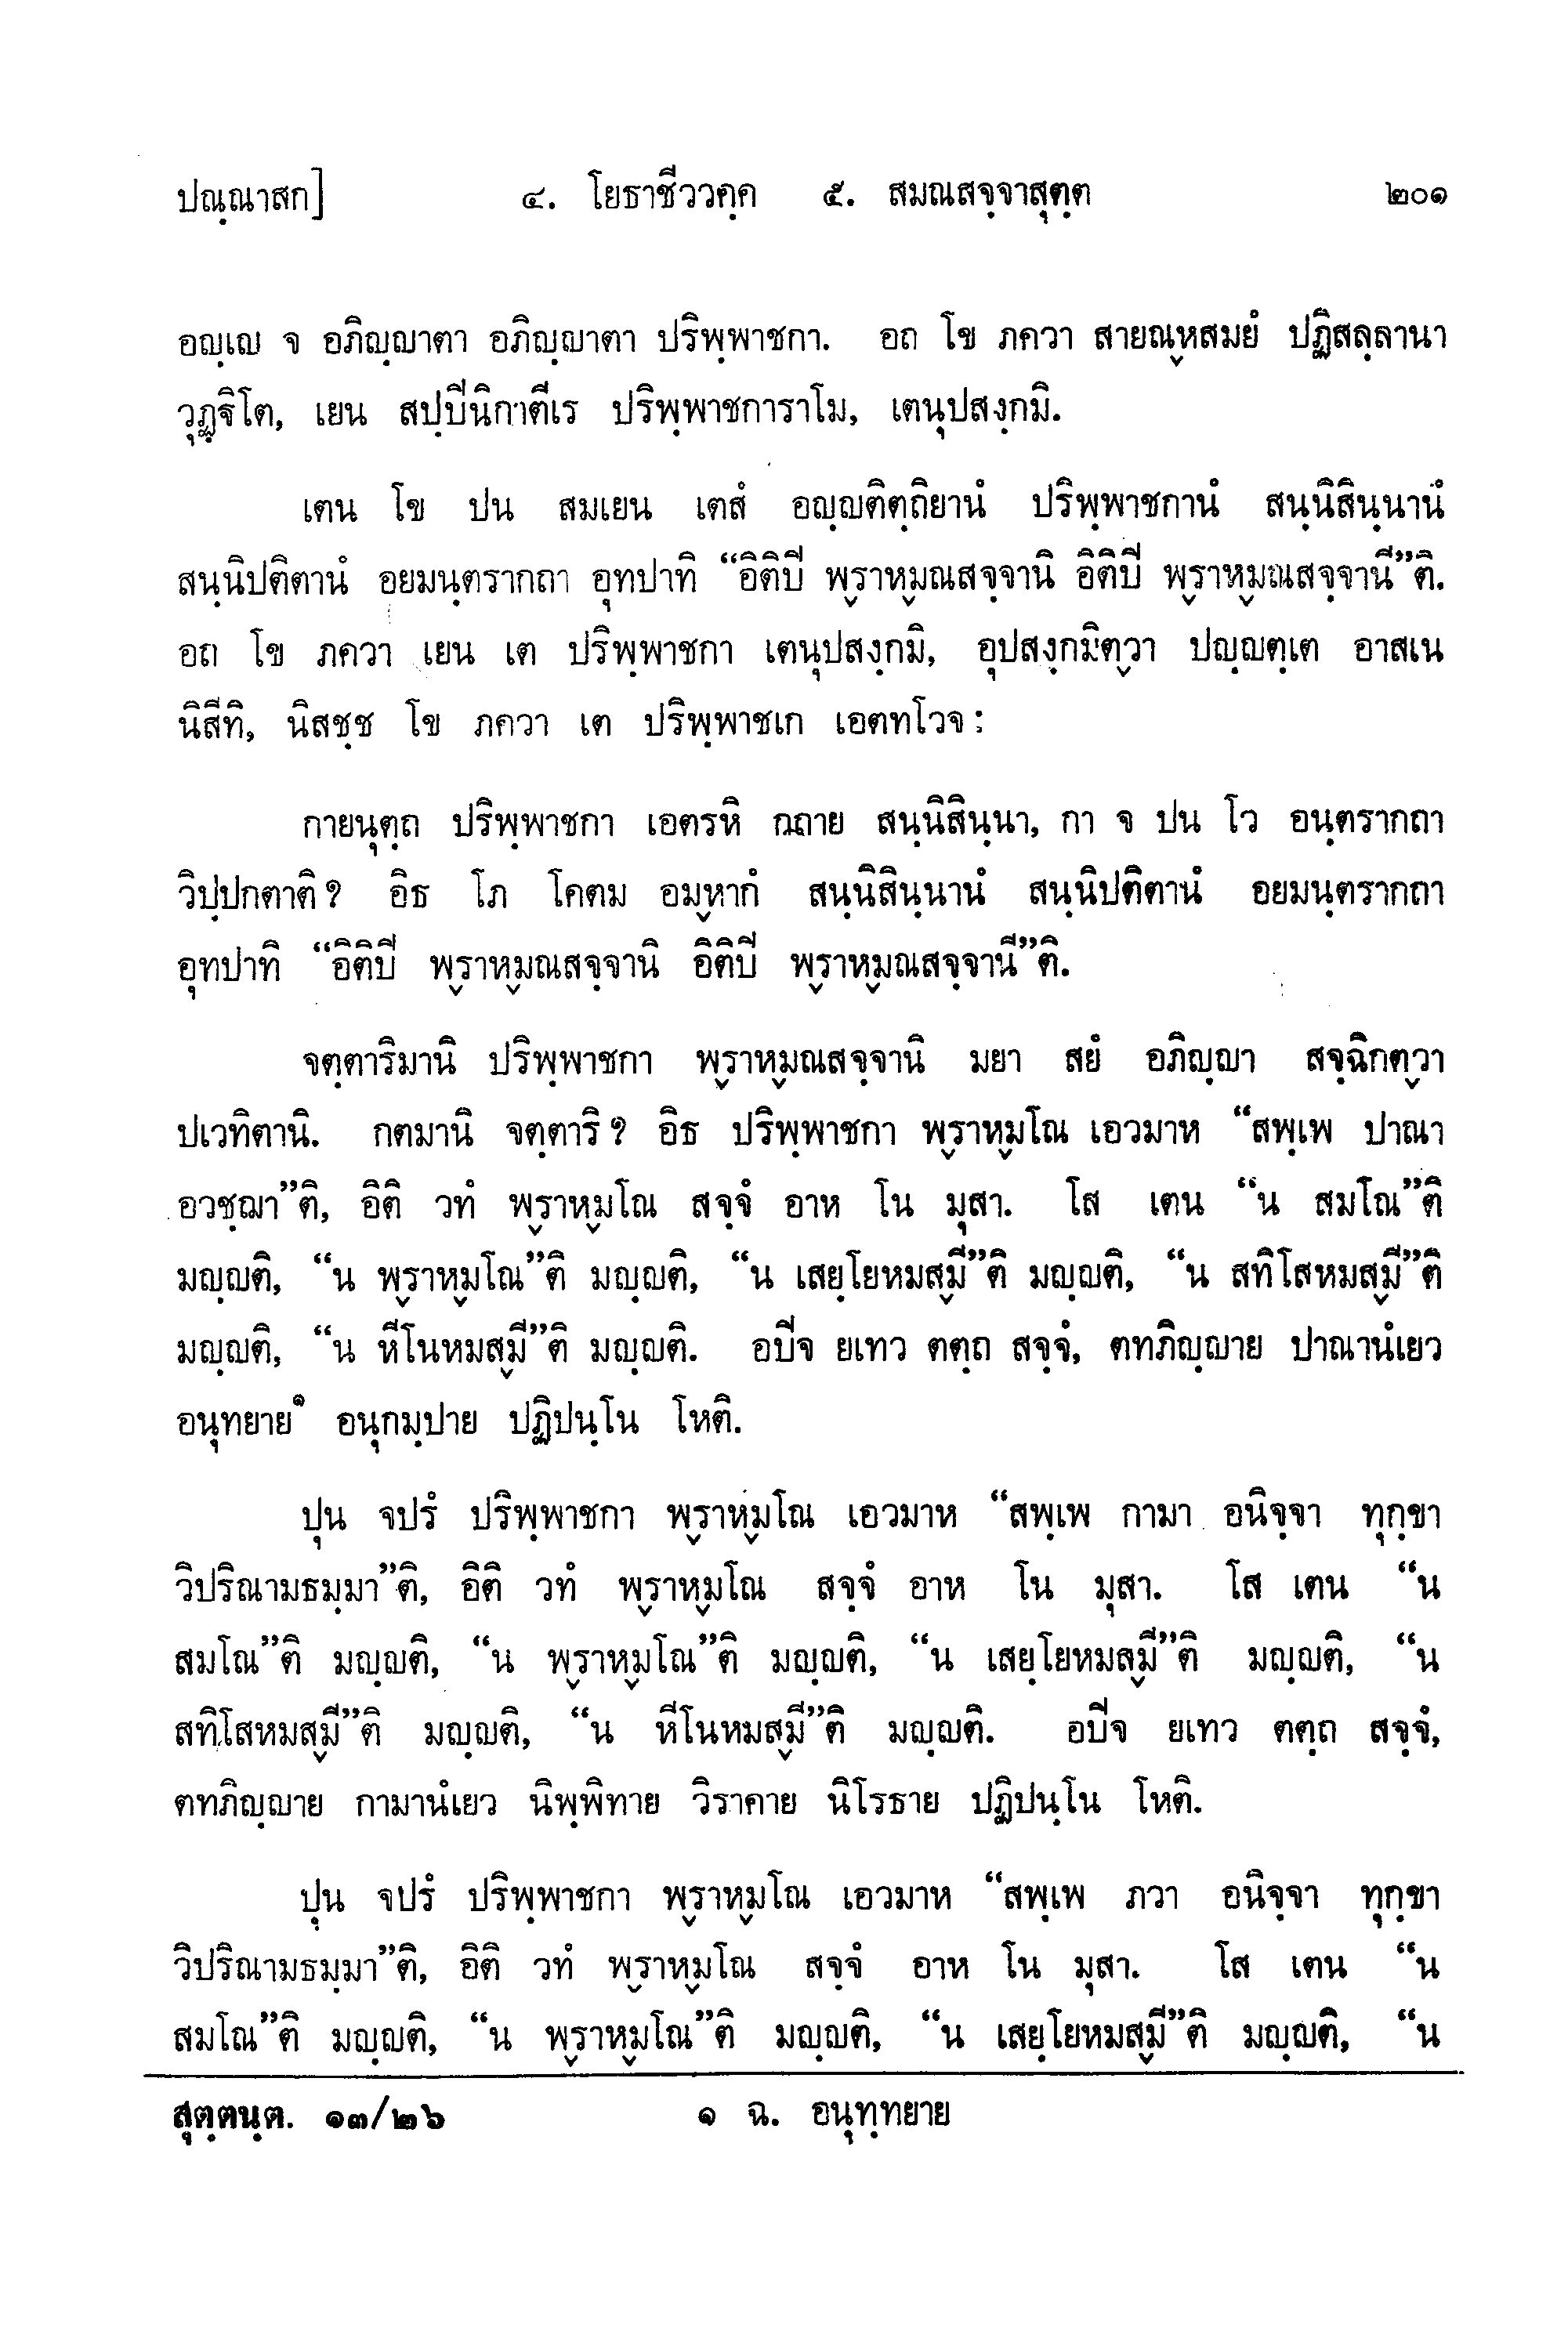 ปณฺณาสก] ๔. โยธาชีววคฺค ๕. สมณสจฺจาสุตฺต ๒๐๑
อญฺเญ จ อภิญฺญาตา อภิญฺญาตา ปริพฺพาชกา. อถ โข ภควา สายณฺหสมยํ ปฏิสลฺลานา
วุฏฺฐิโต, เยน สปฺปินิกาตีเร ปริพฺพาชการาโม, เตนุปสงฺกมิ.
เตน โข ปน สมเยน เตสํ อญฺญติตฺถิยานํ ปริพฺพาชกานํ สนฺนิสินฺนานํ
สนฺนิปติตานํ อยมนฺตรากถา อุทปาทิ “อิติปิ พฺราหฺมณสจฺจานิ อิติปิ พฺราหฺมณสจฺจานี”ติ.
อถ โข ภควา เยน เต ปริพฺพาชกา เตนุปสงฺกมิ, อุปสงฺกมิตฺวา ปญฺญตฺเต อาสเน
นิสีทิ, นิสชฺช โข ภควา เต ปริพฺพาชเก เอตทโวจ:
กายนุตฺถ ปริพฺพาชกา เอตรหิ กถาย สนฺนิสินฺนา, กา จ ปน โว อนฺตรากถา
วิปฺปกตาติ? อิธ โภ โคตม อมฺหากํ สนฺนิสินฺนานํ สนฺนิปติตานํ อยมนฺตรากถา
อุทปาทิ “อิติปิ พฺราหฺมณสจฺจานิ อิติปิ พฺราหฺมณสจฺจานี”ติ.
จตฺตาริมานิ ปริพฺพาชกา พฺราหฺมณสจฺจานิ มยา สยํ อภิญฺญา สจฺฉิกตฺวา
ปเวทิตานิ. กตมานิ จตฺตาริ? อิธ ปริพฺพาชกา พฺราหฺมโณ เอวมาห “สพฺเพ ปาณา
อวชฺฌา”ติ, อิติ วทํ พฺราหฺมโณ สจฺจํ อาห โน มุสา. โส เตน “น สมโณ”ติ
มญฺญติ, “น พฺราหฺมโณ”ติ มญฺญติ, “น เสยฺโยหมสฺมี”ติ มญฺญติ, “น สทิโสหมสฺมี”ติ
มญฺญติ, “น หีโนหมสฺมี”ติ มญฺญติ. อปิจ ยเทว ตตฺถ สจฺจํ, ตทภิญฺญาย ปาณานํเยว
อนุทยาย๑ อนุกมฺปาย ปฏิปนฺโน โหติ.
ปุน จปรํ ปริพฺพาชกา พฺราหฺมโณ เอวมาห “สพฺเพ กามา อนิจฺจา ทุกฺขา
วิปริณามธมฺมา”ติ, อิติ วทํ พฺราหฺมโณ สจฺจํ อาห โน มุสา. โส เตน “น
สมโณ”ติ มญฺญติ, “น พฺราหฺมโณ”ติ มญฺญติ, “น เสยฺโยหมสฺมี”ติ มญฺญติ, “น
สทิโสหมสฺมี”ติ มญฺญติ, “น หีโนหมสฺมี”ติ มญฺญติ. อปิจ ยเทว ตตฺถ สจฺจํ,
ตทภิญฺญาย กามานํเยว นิพฺพิทาย วิราคาย นิโรธาย ปฏิปนฺโน โหติ.
ปุน จปรํ ปริพฺพาชกา พฺราหฺมโณ เอวมาห “สพฺเพ ภวา อนิจฺจา ทุกฺขา
วิปริณามธมฺมา”ติ, อิติ วทํ พฺราหฺมโณ สจฺจํ อาห โน มุสา. โส เตน “น
สมโณ”ติ มญฺญติ, “น พฺราหฺมโณ”ติ มญฺญติ, “น เสยฺโยหมสฺมี”ติ มญฺญติ, “น
สุตฺตนฺต. ๑๓/๒๖ ๑ ฉ. อนุทฺทยาย